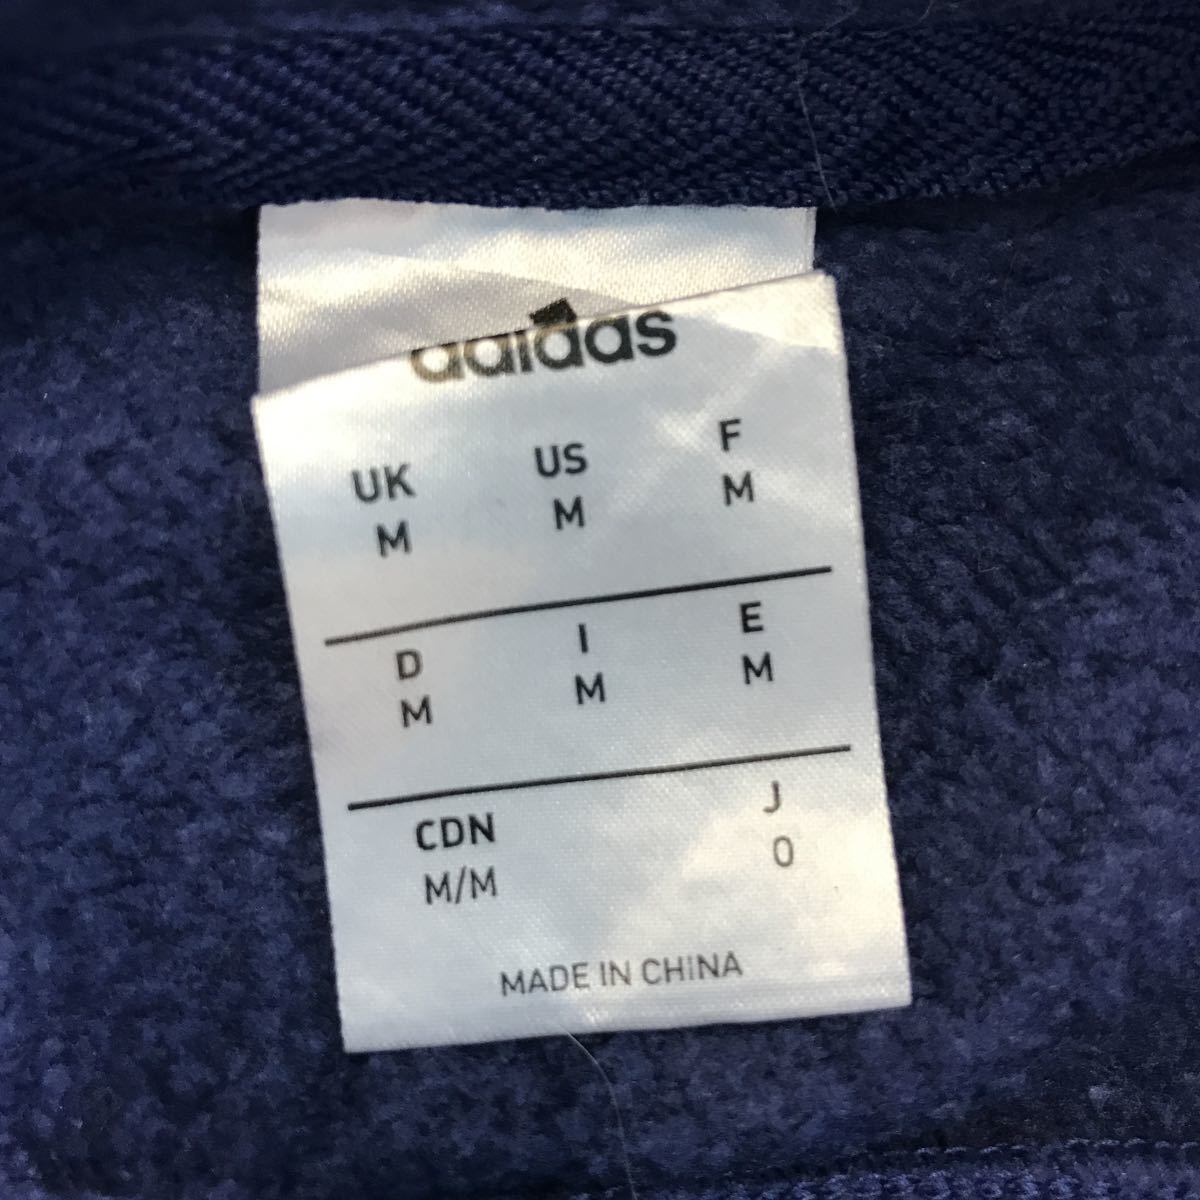 adidas
UK US F
M M M
D I E
M M M
CDN J
M/M O
MADE IN CHINA